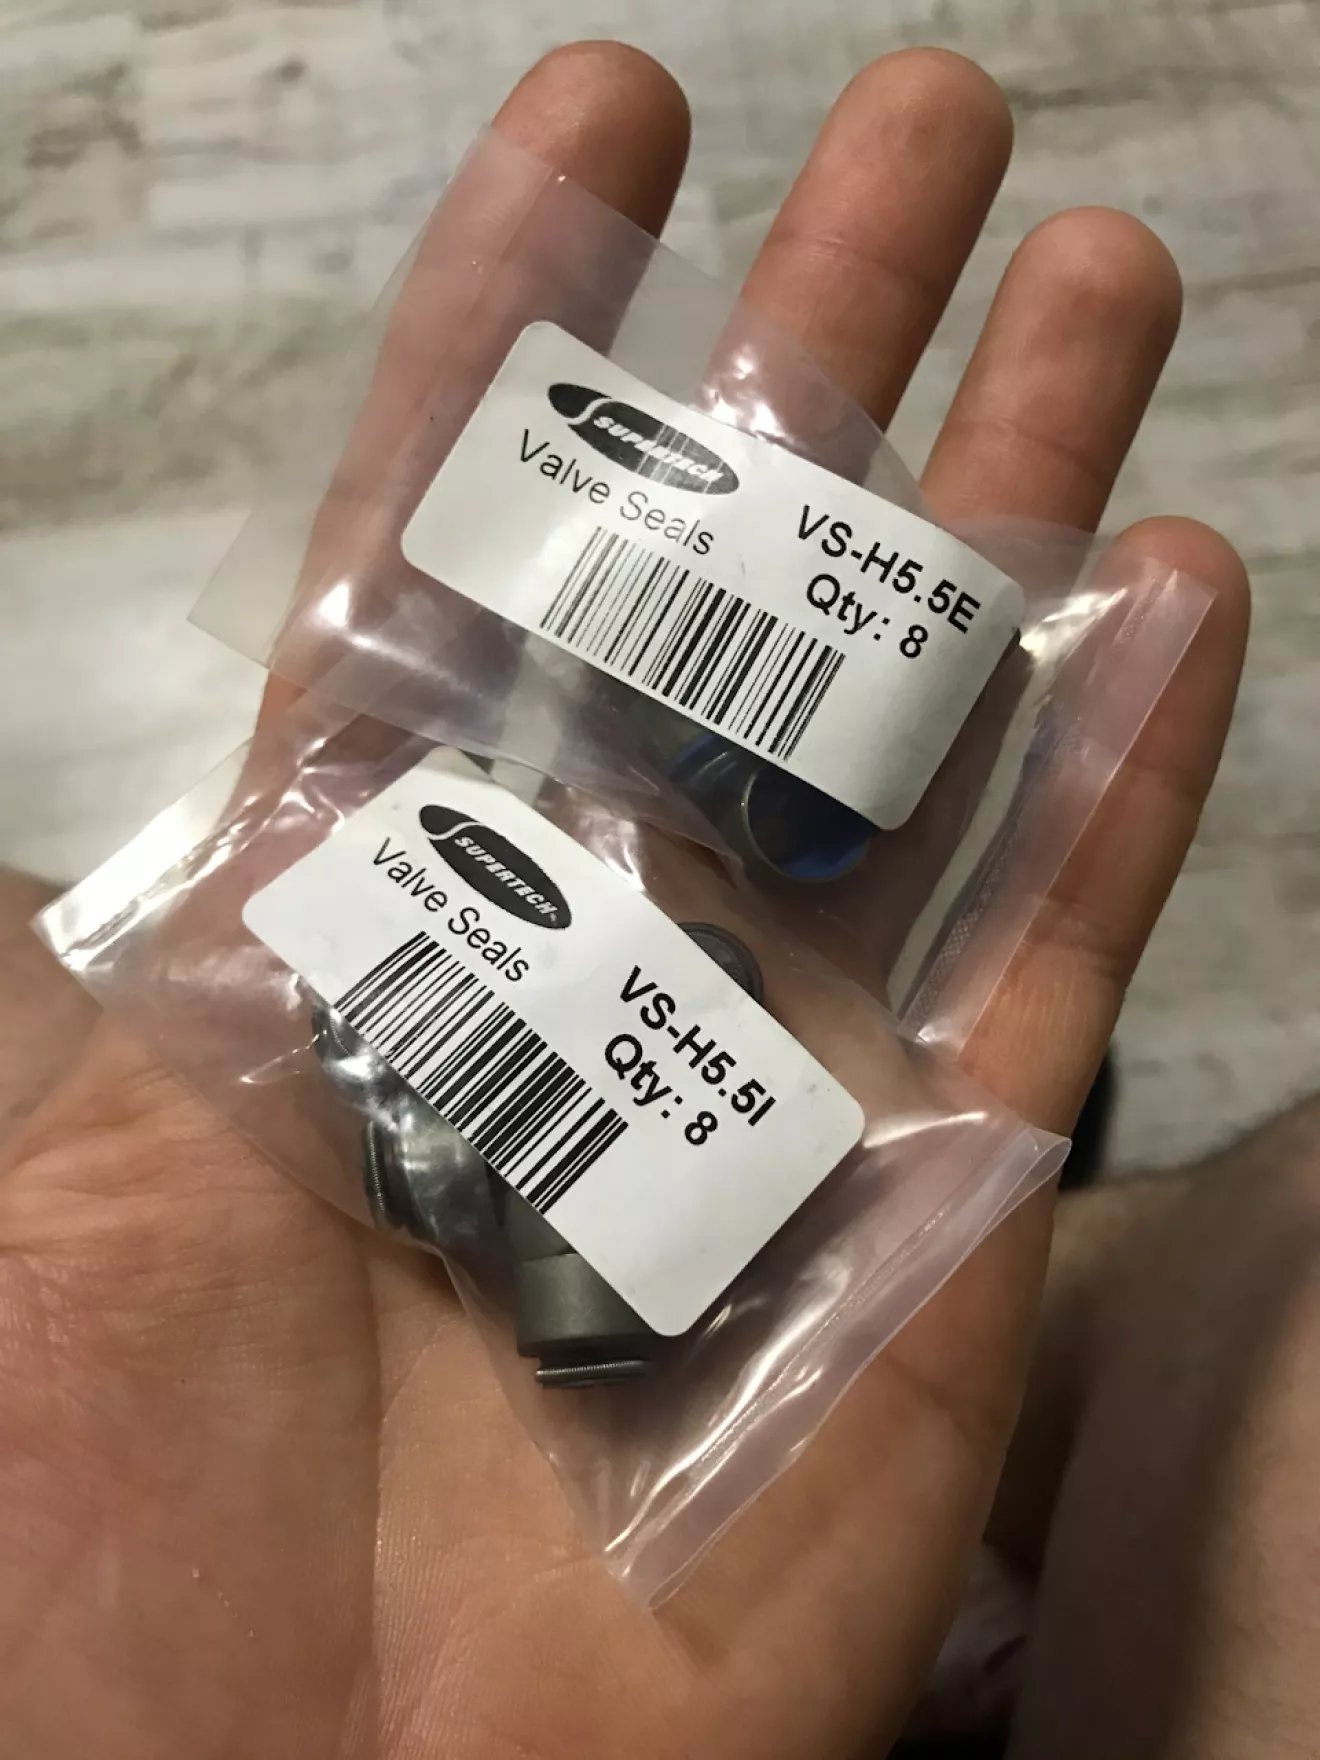 SUPERTECH
Valve Seals
VS-H5.5E
Qty: 8
SUPERTECH
Valve Seals
VS-H5.5I
Qty: 8